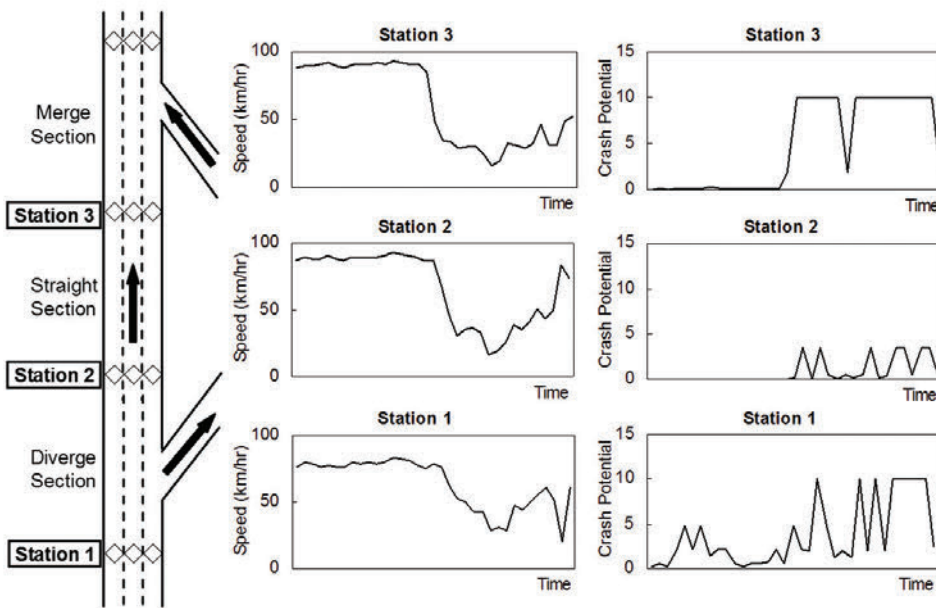 Merge
Section
Station 3
Straight
Section
Station 2
Diverge
Section
Station 1
Station 3
Speed (km/hr)
100
50
0
Time
Station 3
Crash Potential
15
10
5
0
Time
Station 2
Speed (km/hr)
100
50
0
Time
Station 2
Crash Potential
15
10
5
0
Time
Station 1
Speed (km/hr)
100
50
0
Time
Station 1
Crash Potential
15
10
5
0
Time